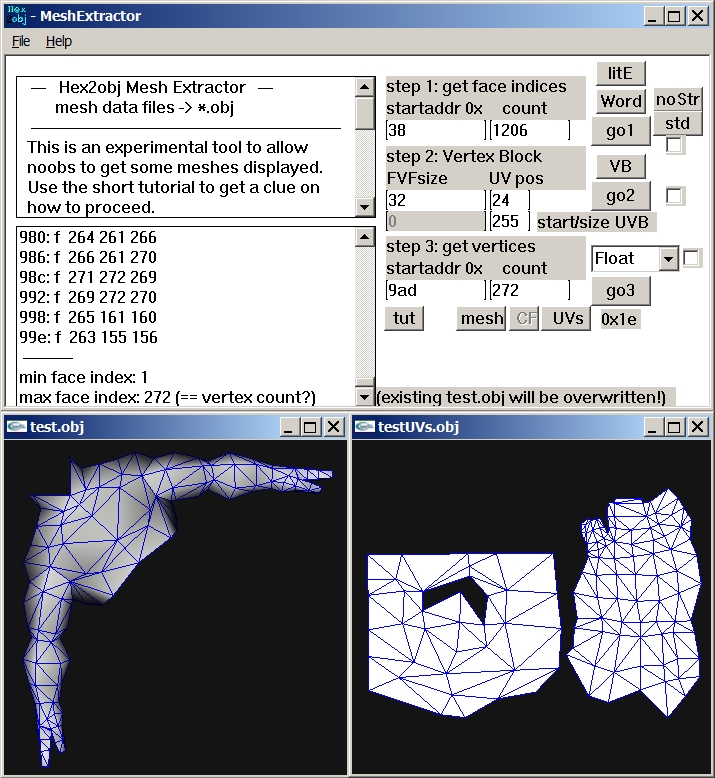 Hex
obj
- MeshExtractor
File Help
— Hex2obj Mesh Extractor —
mesh data files -> *.obj
This is an experimental tool to allow
noobs to get some meshes displayed.
Use the short tutorial to get a clue on
how to proceed.
980: f 264 261 266
986: f 266 261 270
98c: f 271 272 269
992: f 269 272 270
998: f 265 161 160
99e: f 263 155 156
min face index: 1
max face index: 272 (== vertex count?)
step 1: get face indices
startaddr 0x count
38 1206
litE
Word
go1
noStr
std
step 2: Vertex Block
FVFsize UV pos
32 24
0 255 start/size UVB
VB
go2
step 3: get vertices
startaddr 0x count
9ad 272
Float
go3
tut mesh CF UVs 0x1e
(existing test.obj will be overwritten!)
test.obj
testUVs.obj